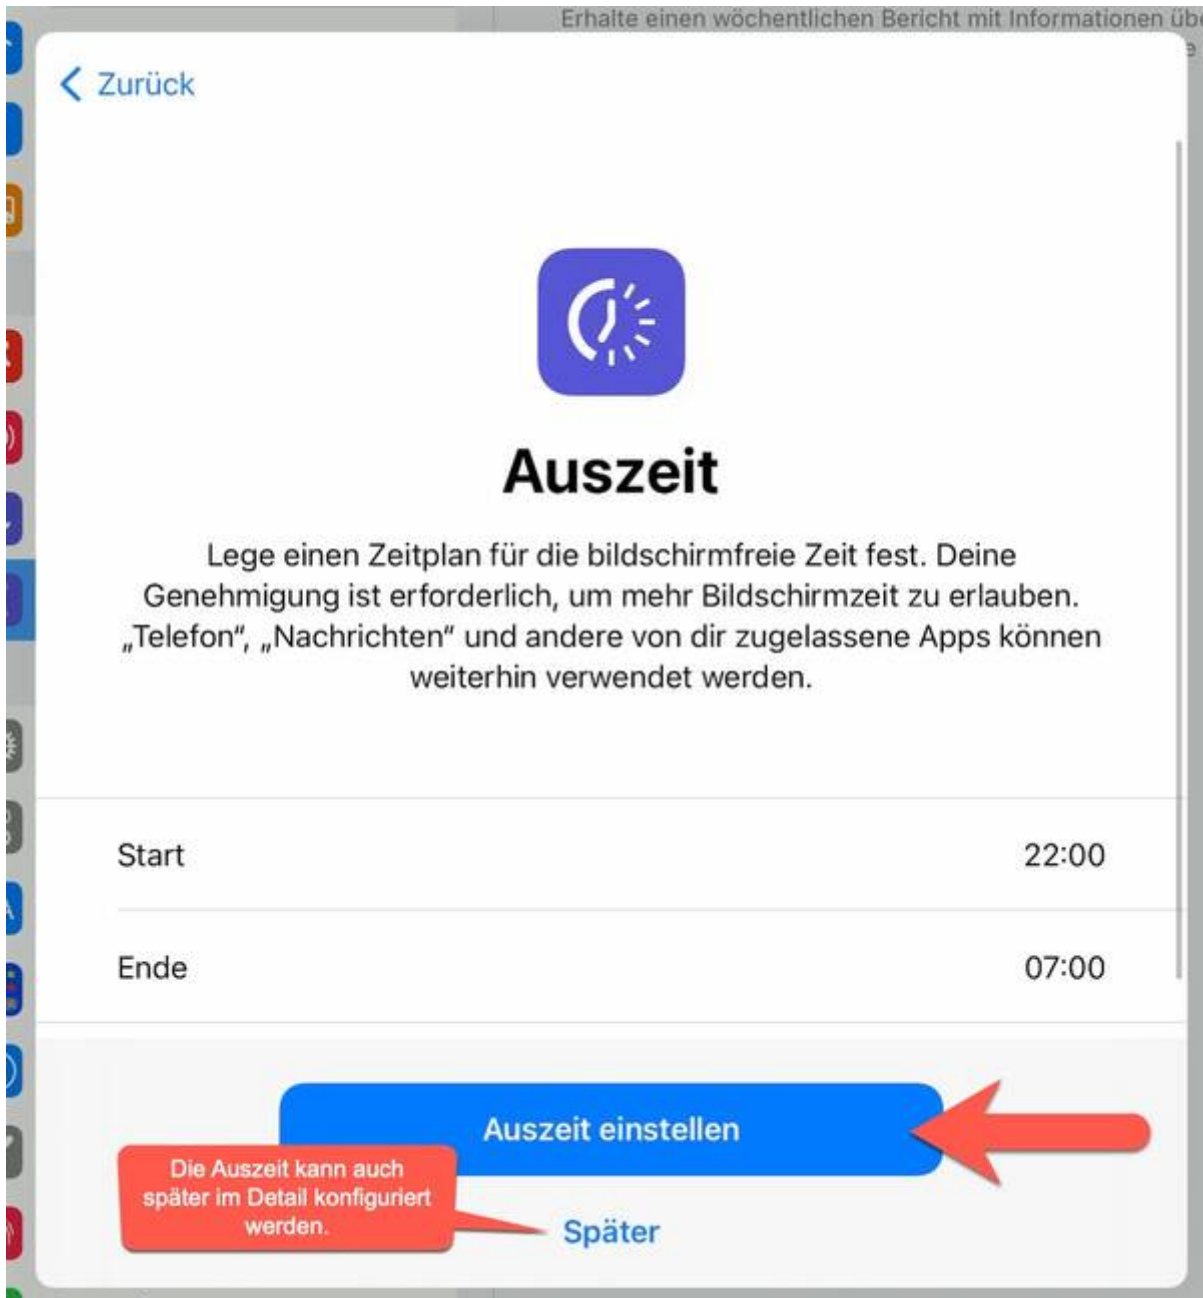 Erhalte einen wöchentlichen Bericht mit Informationen übe
e
Zurück
Auszeit
Lege einen Zeitplan für die bildschirmfreie Zeit fest. Deine
Genehmigung ist erforderlich, um mehr Bildschirmzeit zu erlauben.
„Telefon“, „Nachrichten“ und andere von dir zugelassene Apps können
weiterhin verwendet werden.
Start 22:00
Ende 07:00
Auszeit einstellen
Die Auszeit kann auch
später im Detail konfiguriert
werden.
Später